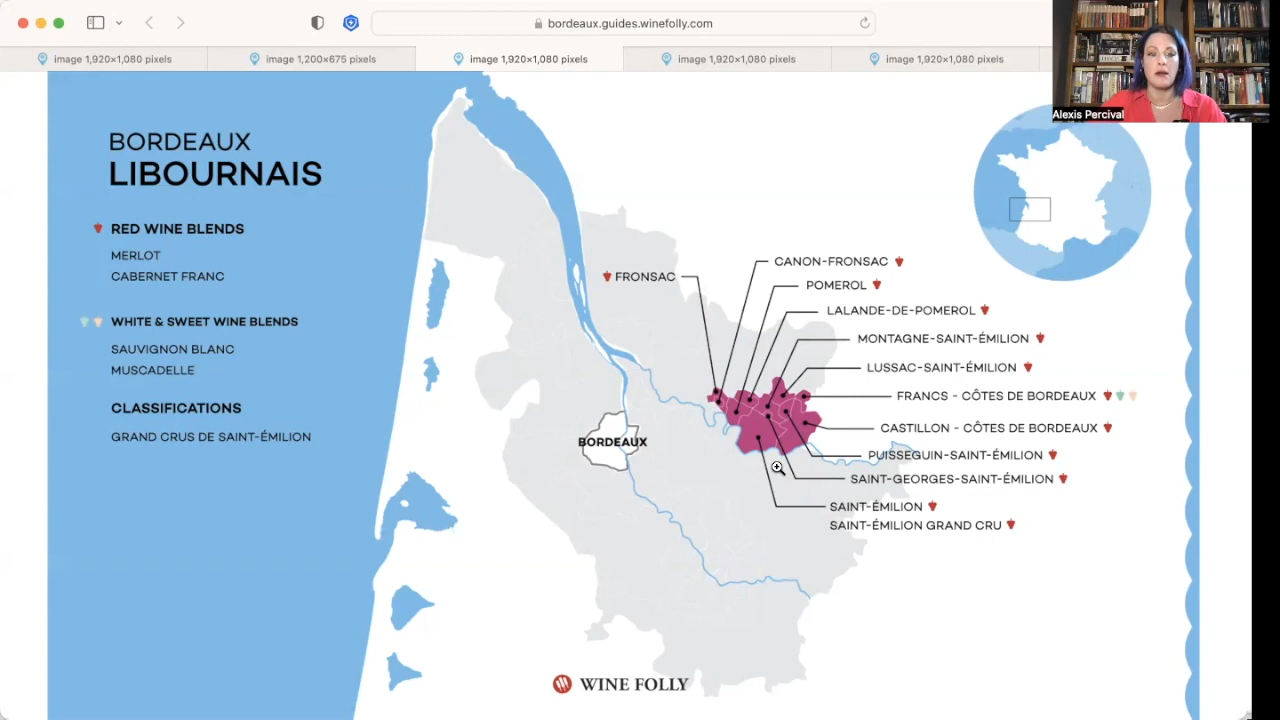 bordeaux.guides.winefolly.com
image 1,920×1,080 pixels
image 1,200×675 pixels
image 1,920×1,080 pixels
image 1,920×1,080 pixels
image 1,920×1,080 pixels
Alexis Percival
BORDEAUX
LIBOURNAIS
RED WINE BLENDS
MERLOT
CABERNET FRANC
WHITE & SWEET WINE BLENDS
SAUVIGNON BLANC
MUSCADELLE
CLASSIFICATIONS
GRAND CRUS DE SAINT-ÉMILION
FRONSAC
CANON-FRONSAC
POMEROL
LALANDE-DE-POMEROL
MONTAGNE-SAINT-ÉMILION
LUSSAC-SAINT-ÉMILION
FRANCS - CÔTES DE BORDEAUX
CASTILLON - CÔTES DE BORDEAUX
PUISSEGUIN-SAINT-ÉMILION
SAINT-GEORGES-SAINT-ÉMILION
SAINT-ÉMILION
SAINT-ÉMILION GRAND CRU
BORDEAUX
WINE FOLLY